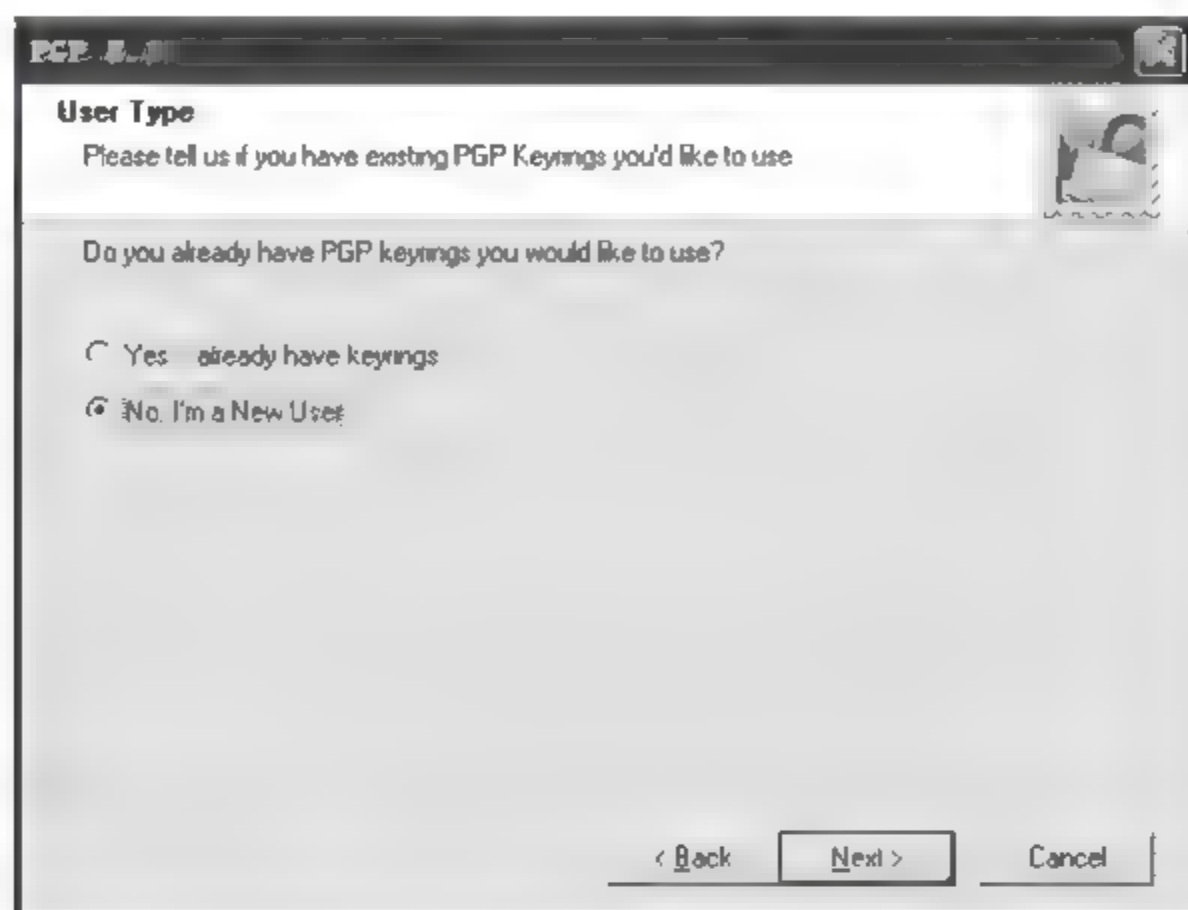 PGP
User Type
Please tell us if you have existing PGP Keyrings you'd like to use
Do you already have PGP keyrings you would like to use?
Yes already have keyrings
No. I'm a New User
< Back
Next >
Cancel